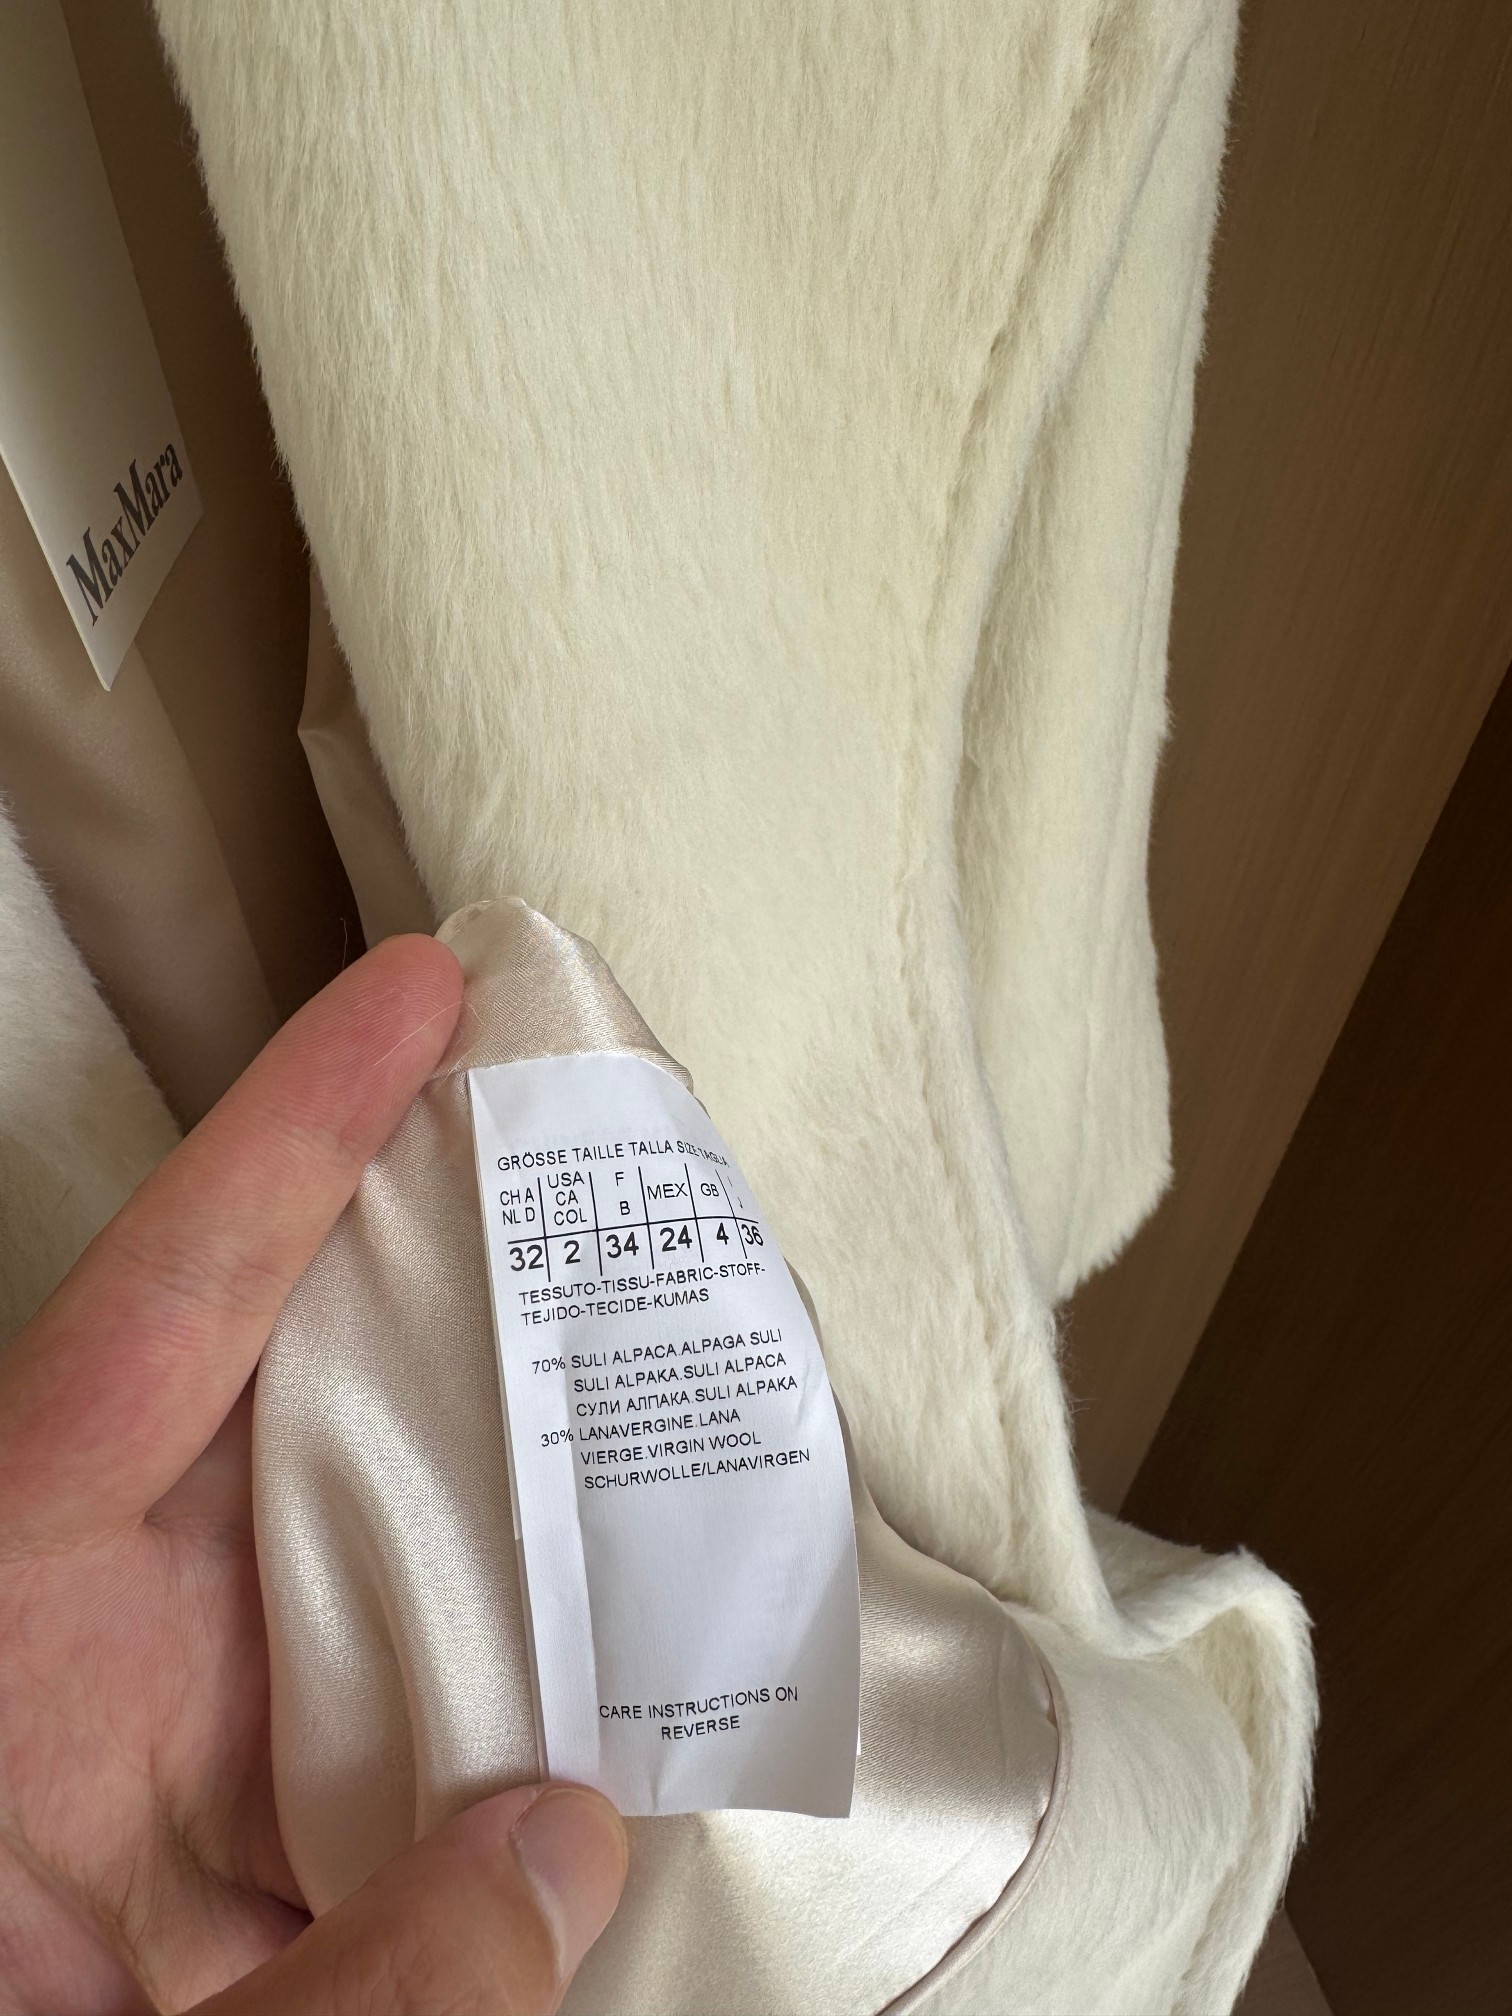 MaxMara
GRÖSSE TAILLE TALLA SIZE TAGLIA
CH A USA F MEX GB I
NL D CA B
COL
32 2 34 24 4 36
TESSUTO-TISSU-FABRIC-STOFF-
TEJIDO-TECIDE-KUMAS
70% SULI ALPACA.ALPAGA SULI
SULI ALPAKA.SULI ALPACA
СУЛИ АЛПАКА.SULI ALPAKA
30% LANAVERGINE.LANA
VIERGE.VIRGIN WOOL
SCHURWOLLE/LANAVIRGEN
CARE INSTRUCTIONS ON
REVERSE